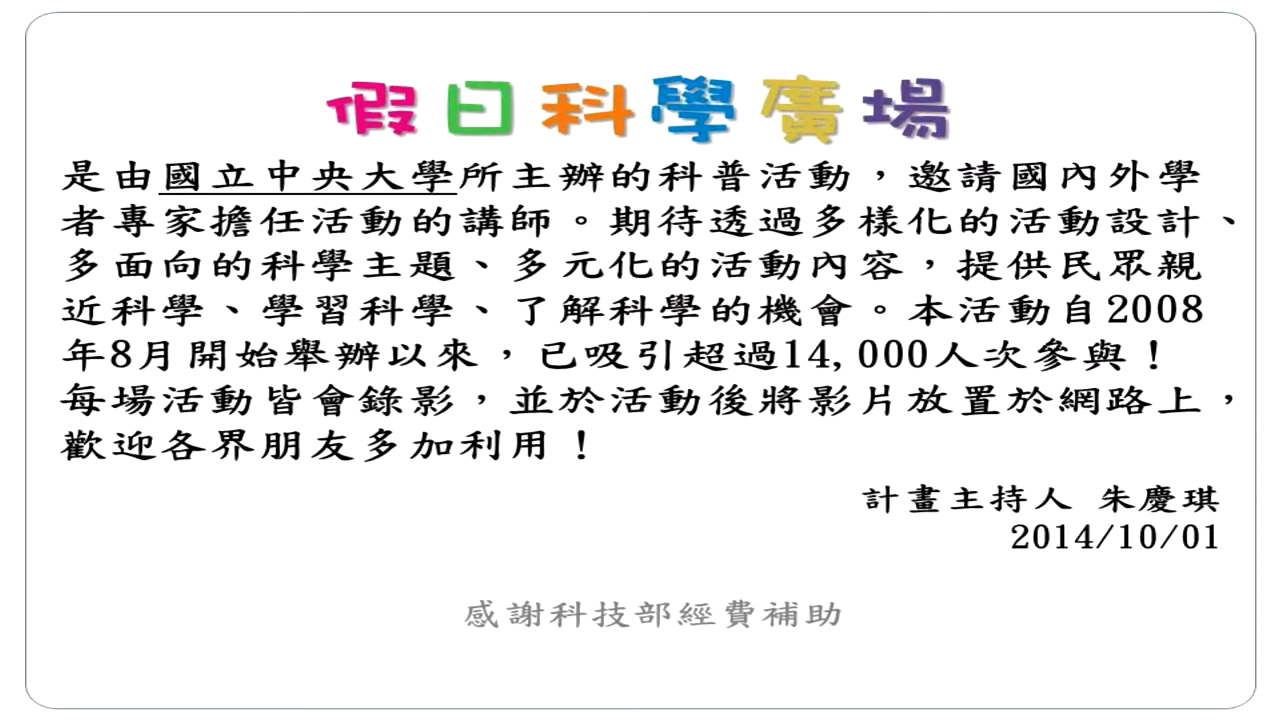 假日科學廣場
是由國立中央大學所主辦的科普活動，邀請國內外學
者專家擔任活動的講師。期待透過多樣化的活動設計、
多面向的科學主題、多元化的活動內容，提供民眾親
近科學、學習科學、了解科學的機會。本活動自2008
年8月開始舉辦以來，已吸引超過14,000人次參與！
每場活動皆會錄影，並於活動後將影片放置於網路上，
歡迎各界朋友多加利用！
計畫主持人 朱慶琪
2014/10/01
感謝科技部經費補助